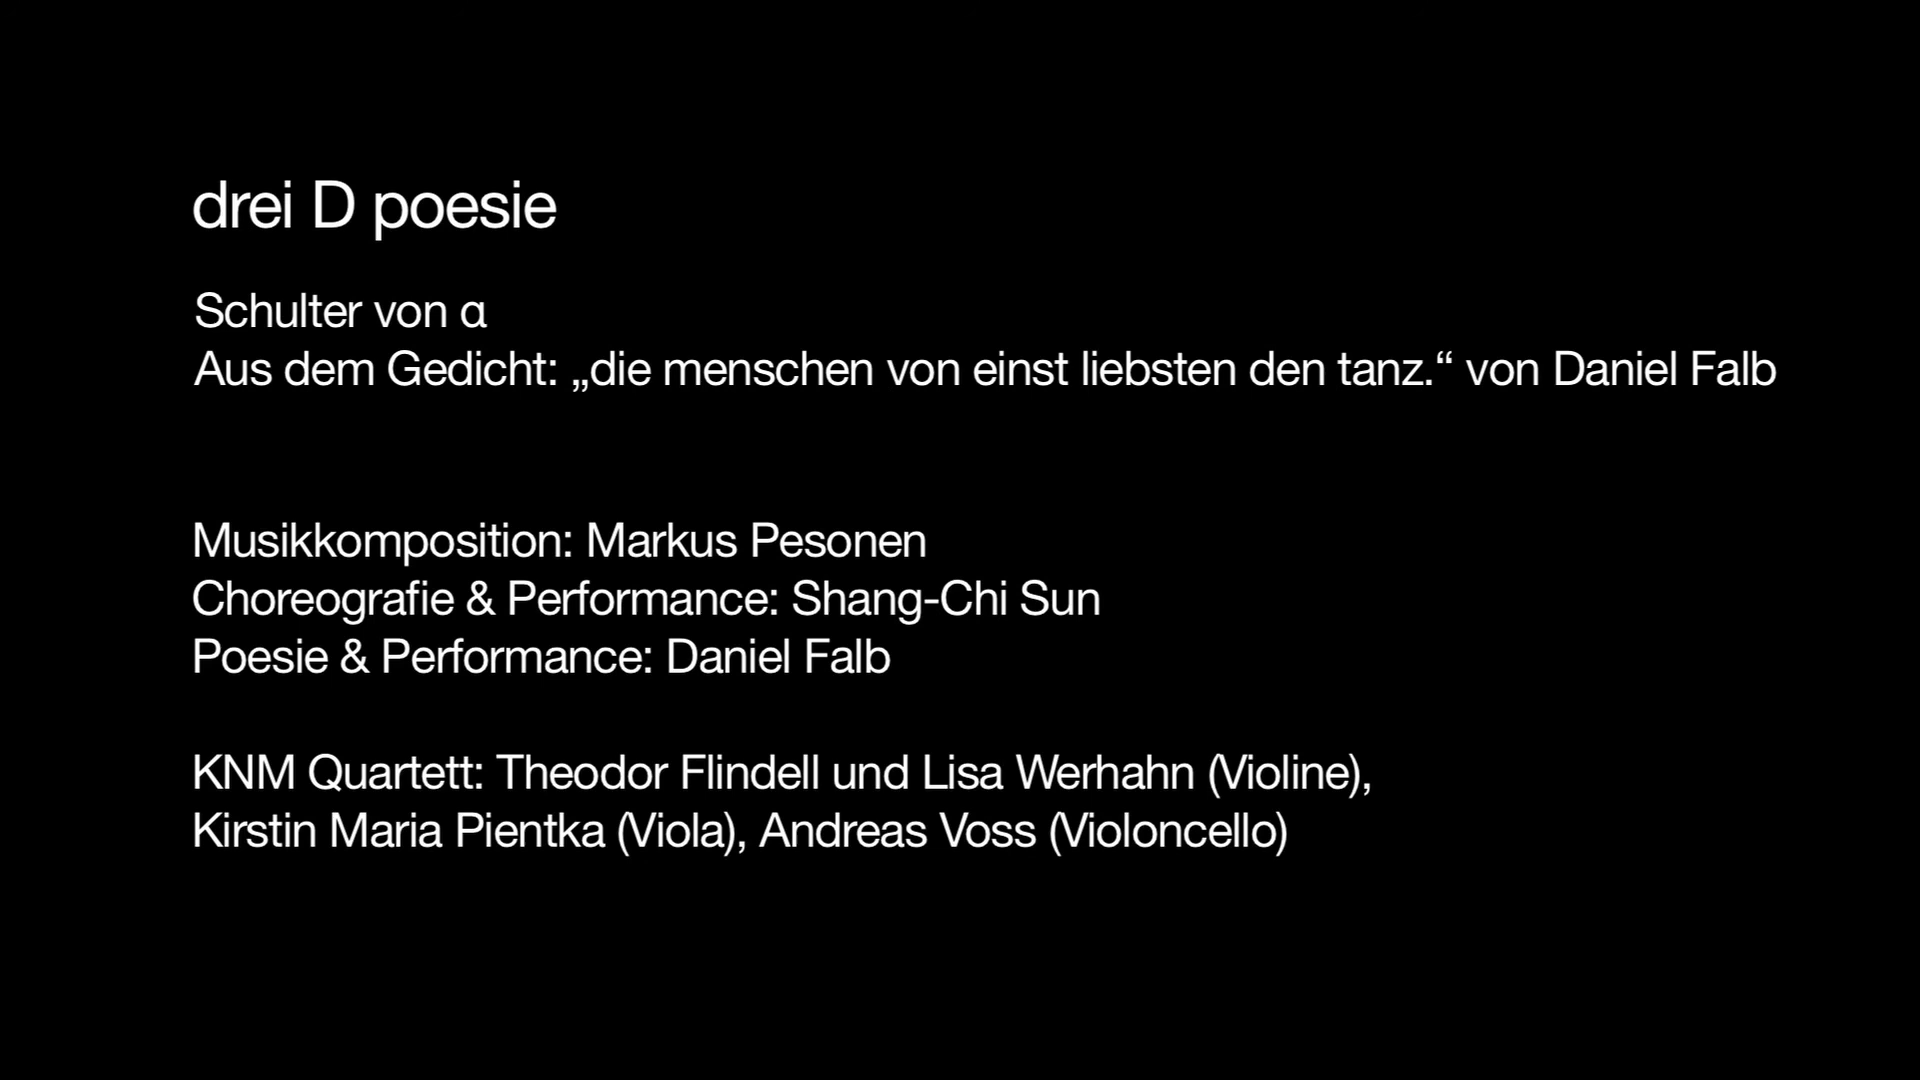 drei D poesie
Schulter von α
Aus dem Gedicht: „die menschen von einst liebsten den tanz.“ von Daniel Falb
Musikkomposition: Markus Pesonen
Choreografie & Performance: Shang-Chi Sun
Poesie & Performance: Daniel Falb
KNM Quartett: Theodor Flindell und Lisa Werhahn (Violine),
Kirstin Maria Pientka (Viola), Andreas Voss (Violoncello)